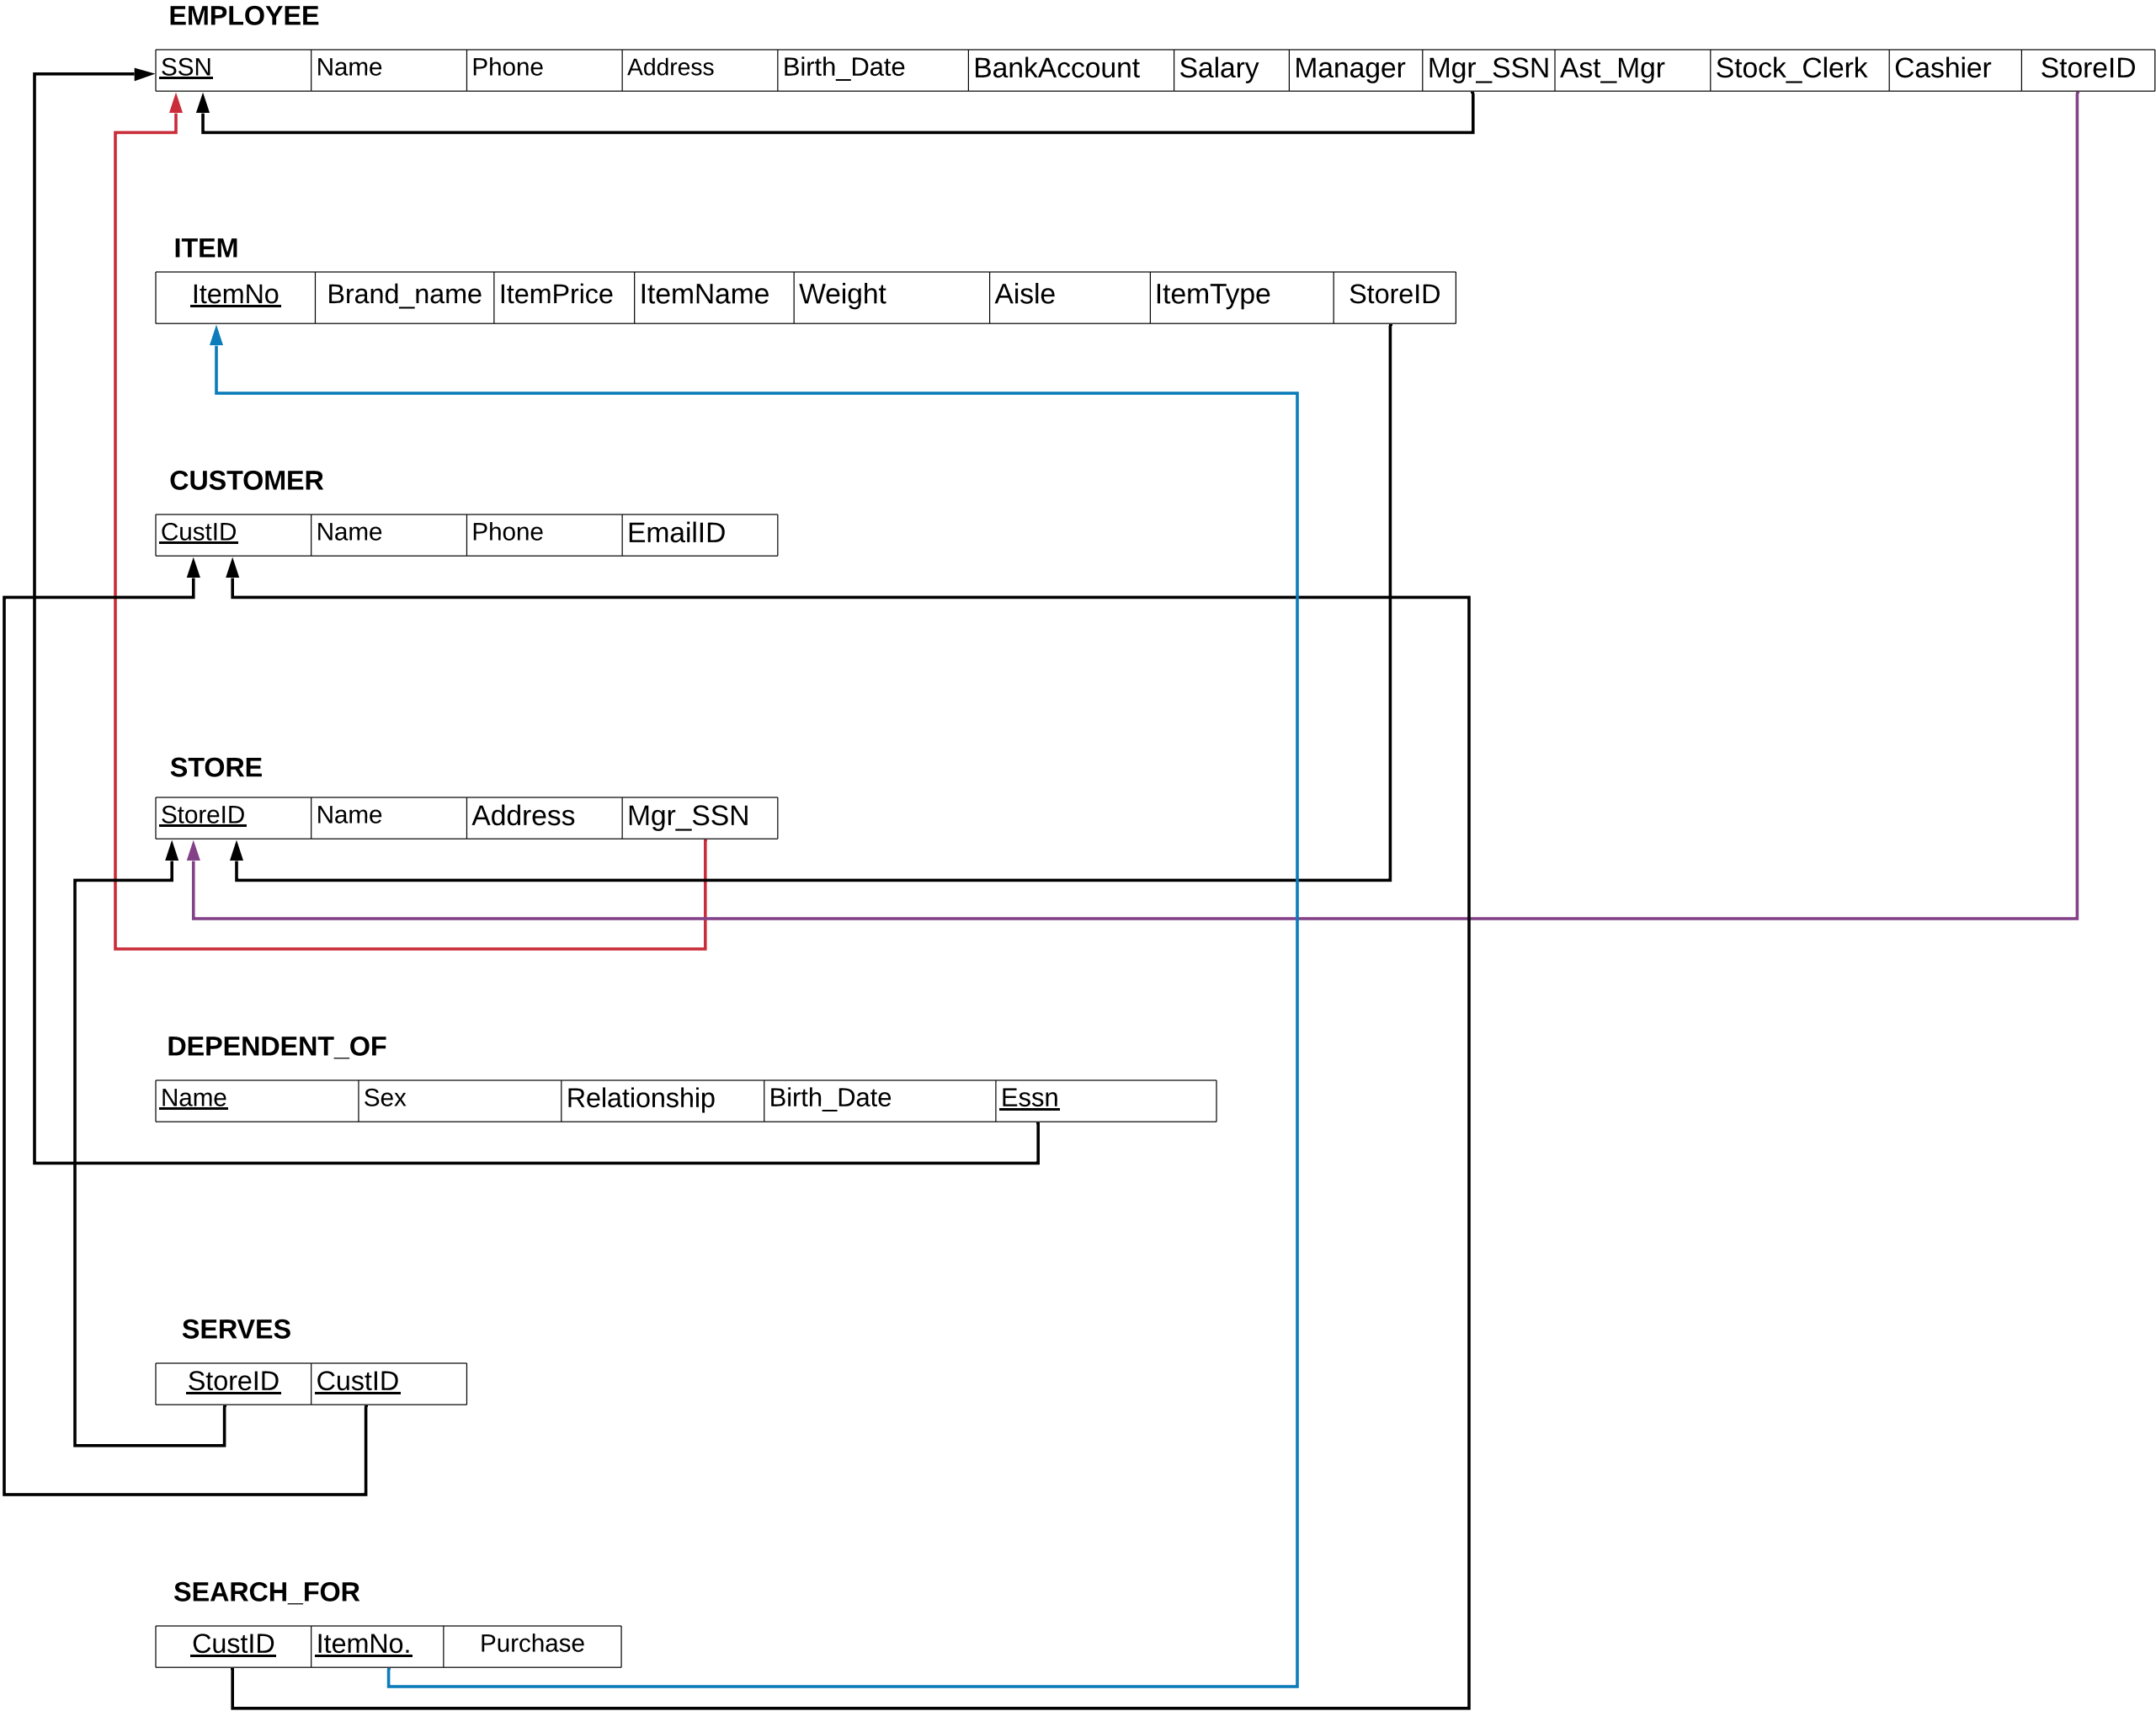 EMPLOYEE
SSN Name Phone Address Birth_Date BankAccount Salary Manager Mgr_SSN Ast_Mgr Stock_Clerk Cashier StoreID
ITEM
ItemNo Brand_name ItemPrice ItemName Weight Aisle ItemType StoreID
CUSTOMER
CustID Name Phone EmailID
STORE
StoreID Name Address Mgr_SSN
DEPENDENT_OF
Name Sex Relationship Birth_Date Essn
SERVES
StoreID CustID
SEARCH_FOR
CustID ItemNo. Purchase